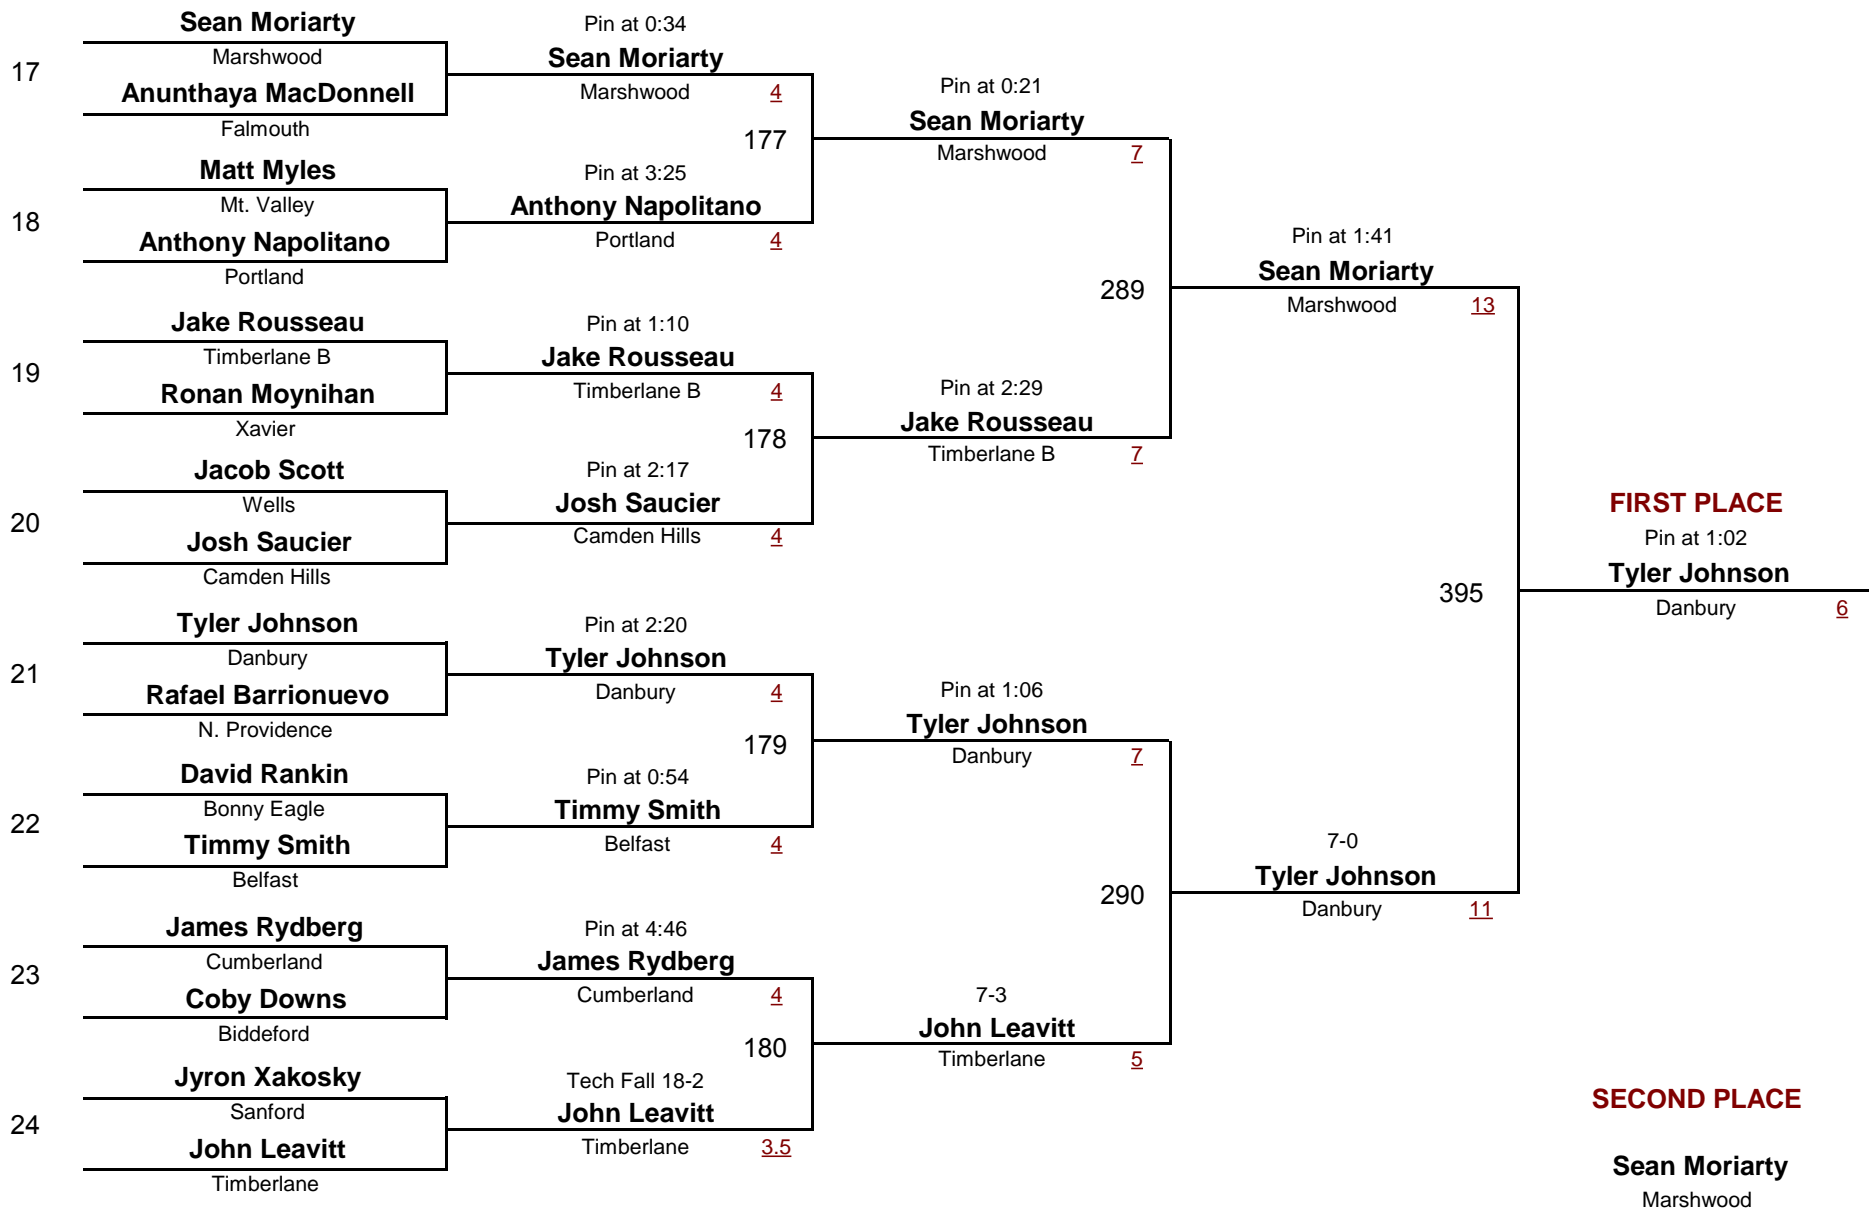 Sean Moriarty
Marshwood
17
Anunthaya MacDonnell
Falmouth
Matt Myles
Mt. Valley
18
Anthony Napolitano
Portland
Jake Rousseau
Timberlane B
19
Ronan Moynihan
Xavier
Jacob Scott
Wells
20
Josh Saucier
Camden Hills
Tyler Johnson
Danbury
21
Rafael Barrionuevo
N. Providence
David Rankin
Bonny Eagle
22
Timmy Smith
Belfast
James Rydberg
Cumberland
23
Coby Downs
Biddeford
Jyron Xakosky
Sanford
24
John Leavitt
Timberlane
Pin at 0:34
Sean Moriarty
Marshwood 4
177
Pin at 3:25
Anthony Napolitano
Portland 4
Pin at 1:10
Jake Rousseau
Timberlane B 4
178
Pin at 2:17
Josh Saucier
Camden Hills 4
Pin at 2:20
Tyler Johnson
Danbury 4
179
Pin at 0:54
Timmy Smith
Belfast 4
Pin at 4:46
James Rydberg
Cumberland 4
180
Tech Fall 18-2
John Leavitt
Timberlane 3.5
Pin at 0:21
Sean Moriarty
Marshwood 7
289
Pin at 2:29
Jake Rousseau
Timberlane B 7
Pin at 1:06
Tyler Johnson
Danbury 7
290
7-3
John Leavitt
Timberlane 5
Pin at 1:41
Sean Moriarty
Marshwood 13
395
7-0
Tyler Johnson
Danbury 11
FIRST PLACE
Pin at 1:02
Tyler Johnson
Danbury 6
SECOND PLACE
Sean Moriarty
Marshwood